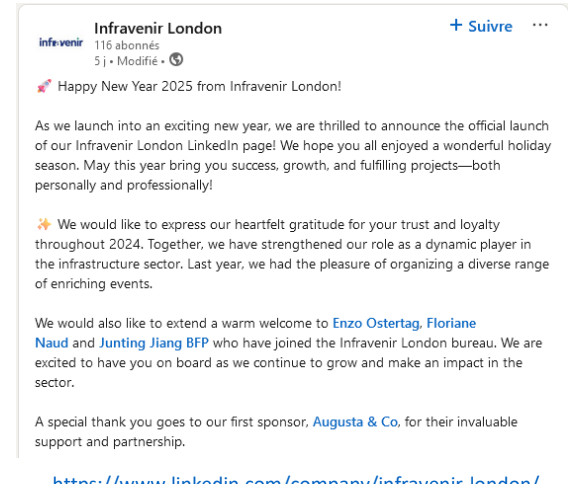 Infravenir London
infravenir
116 abonnés
5 j • Modifié •
+ Suivre ···
🚀 Happy New Year 2025 from Infravenir London!
As we launch into an exciting new year, we are thrilled to announce the official launch
of our Infravenir London LinkedIn page! We hope you all enjoyed a wonderful holiday
season. May this year bring you success, growth, and fulfilling projects—both
personally and professionally!
✨ We would like to express our heartfelt gratitude for your trust and loyalty
throughout 2024. Together, we have strengthened our role as a dynamic player in
the infrastructure sector. Last year, we had the pleasure of organizing a diverse range
of enriching events.
We would also like to extend a warm welcome to Enzo Ostertag, Floriane
Naud and Junting Jiang BFP who have joined the Infravenir London bureau. We are
excited to have you on board as we continue to grow and make an impact in the
sector.
A special thank you goes to our first sponsor, Augusta & Co, for their invaluable
support and partnership.
https://www.linkedin.com/company/infravenir-london/